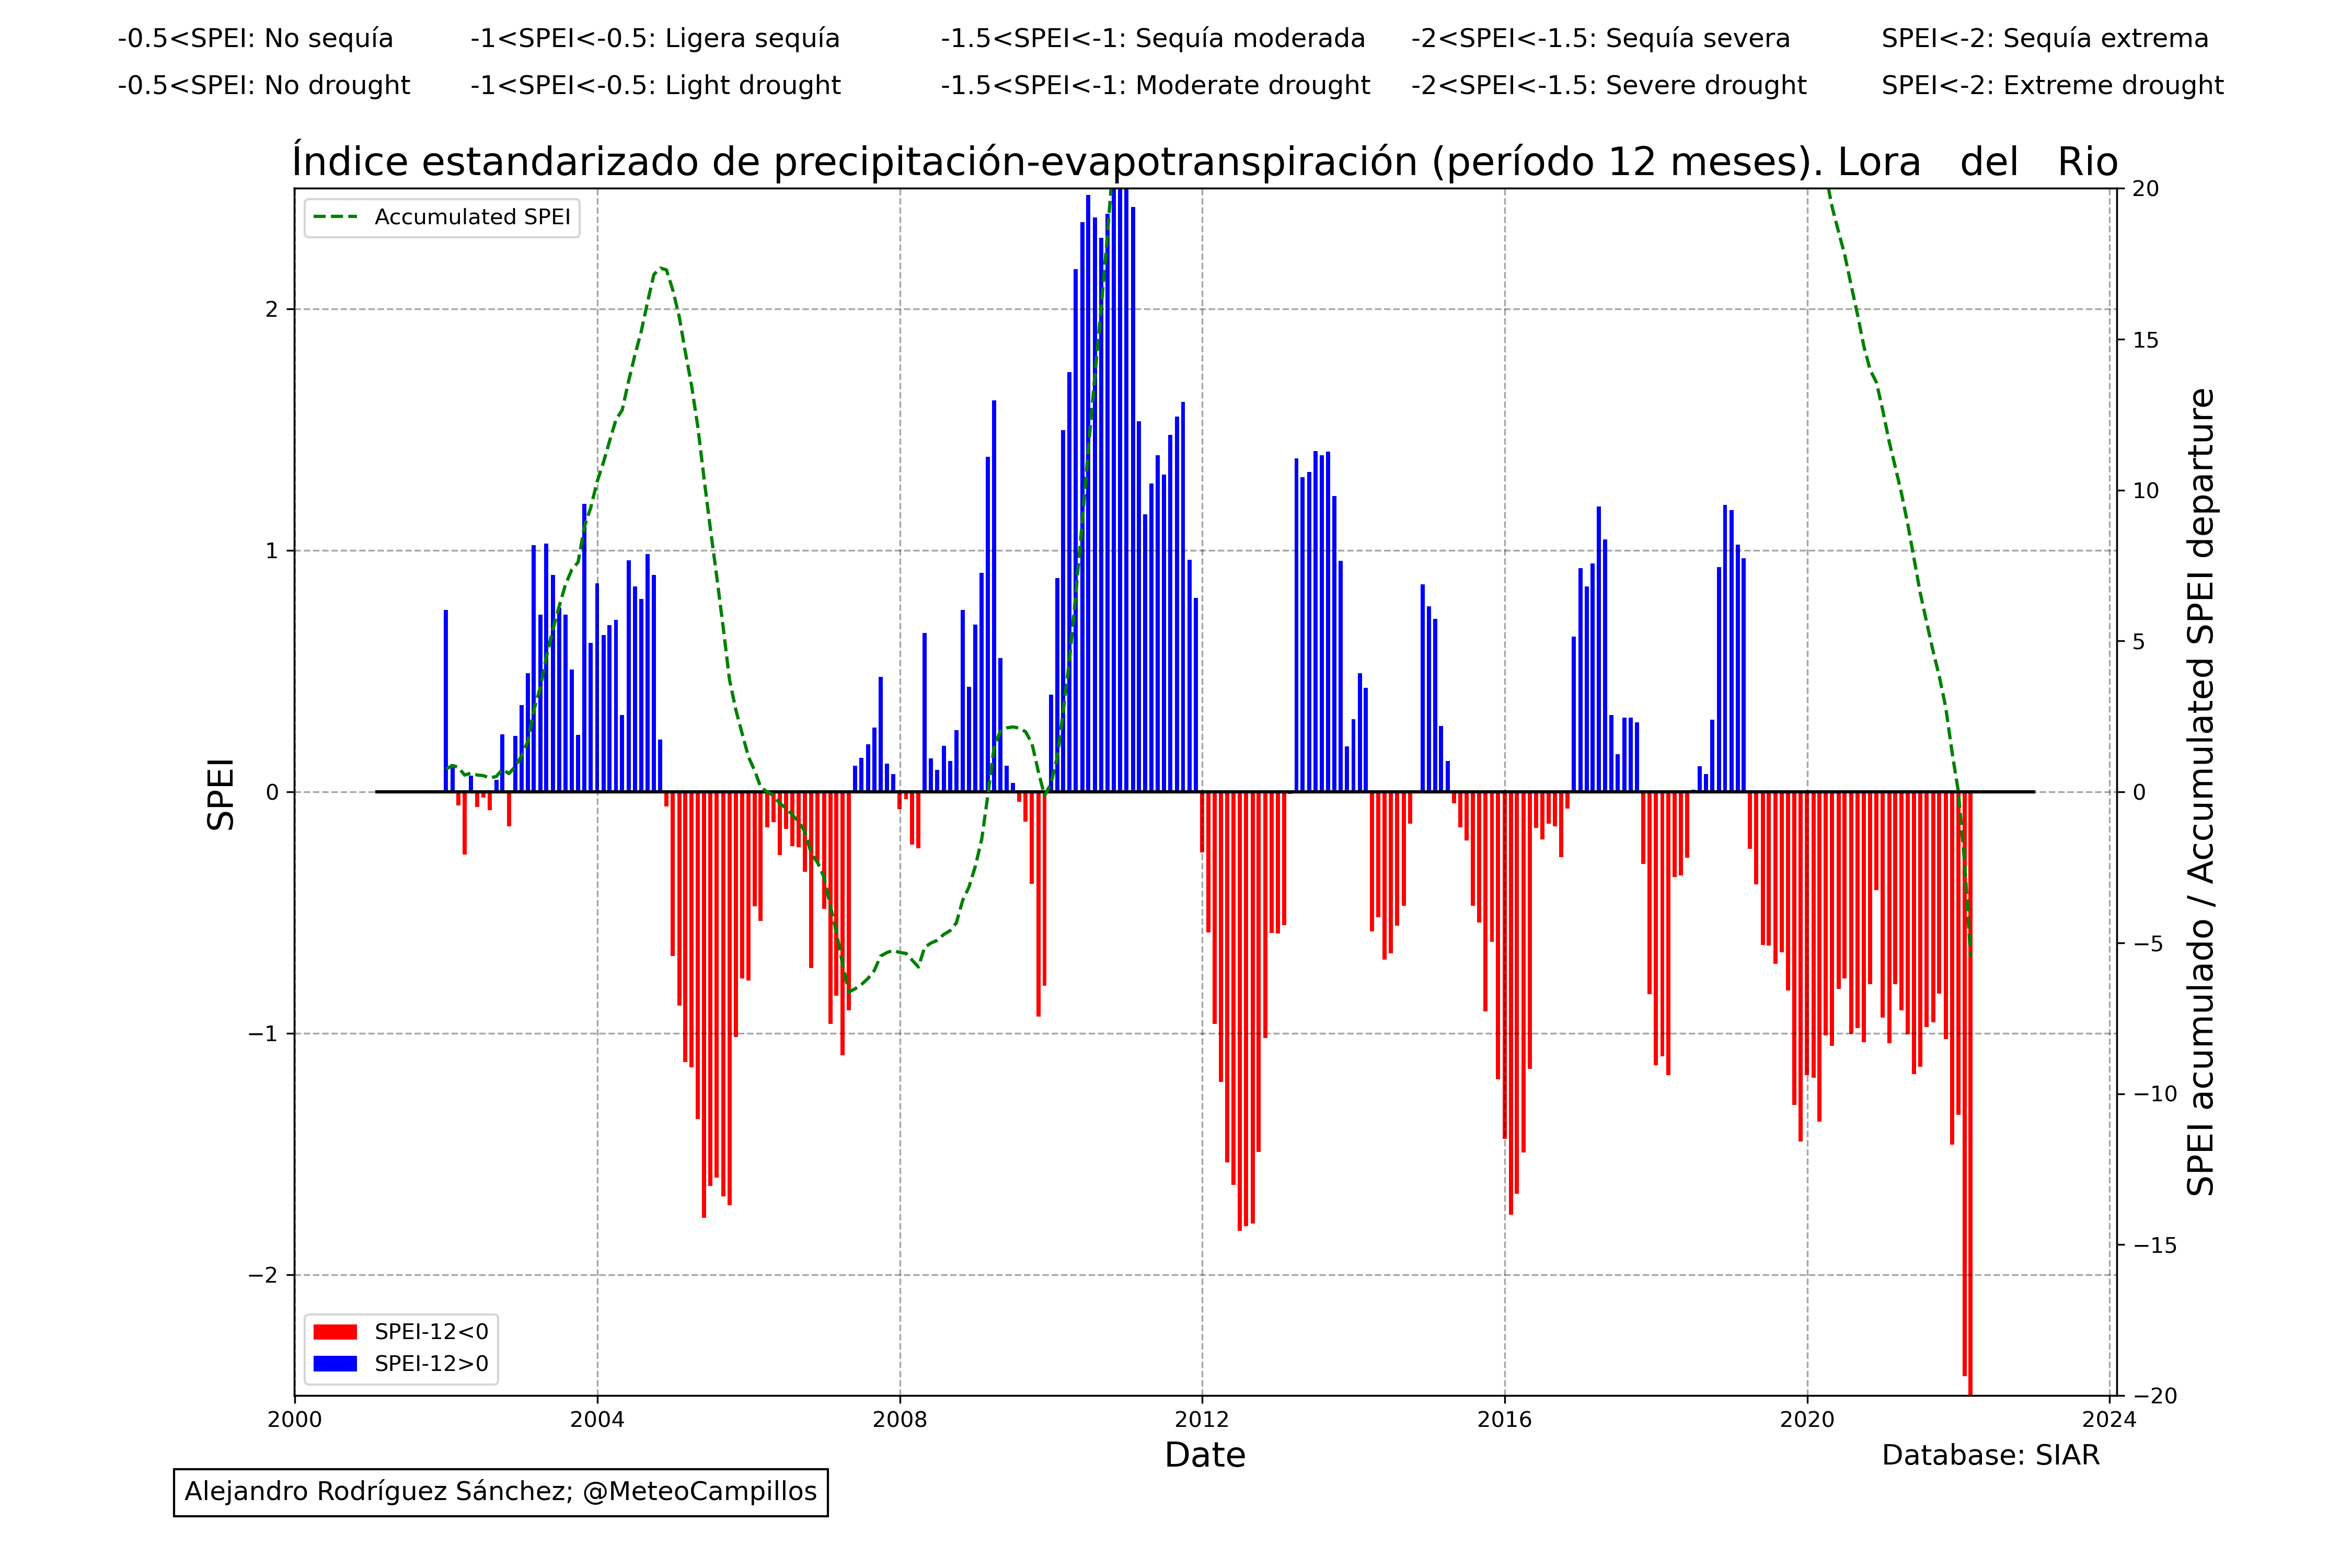 -0.5<SPEI: No sequía -1<SPEI<-0.5: Ligera sequía -1.5<SPEI<-1: Sequía moderada -2<SPEI<-1.5: Sequía severa SPEI<-2: Sequía extrema
-0.5<SPEI: No drought -1<SPEI<-0.5: Light drought -1.5<SPEI<-1: Moderate drought -2<SPEI<-1.5: Severe drought SPEI<-2: Extreme drought
Índice estandarizado de precipitación-evapotranspiración (período 12 meses). Lora del Rio
Accumulated SPEI
SPEI
2
1
0
−1
−2
SPEI-12<0
SPEI-12>0
20
15
10
5
0
−5
−10
−15
−20
SPEI acumulado / Accumulated SPEI departure
2000 2004 2008 2012 2016 2020 2024
Date
Database: SIAR
Alejandro Rodríguez Sánchez; @MeteoCampillos